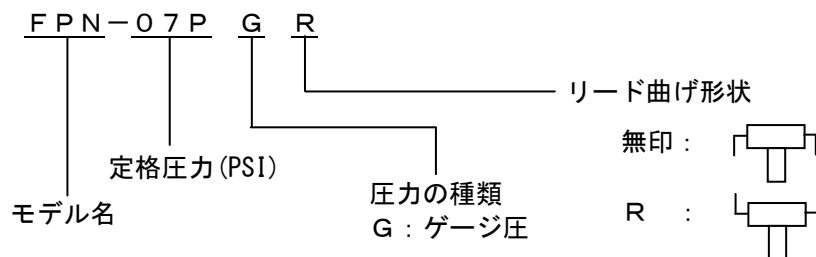 FPN-07P G R
リード曲げ形状
無印:
定格圧力(PSI)
圧力の種類
モデル名
G:ゲージ圧
R :